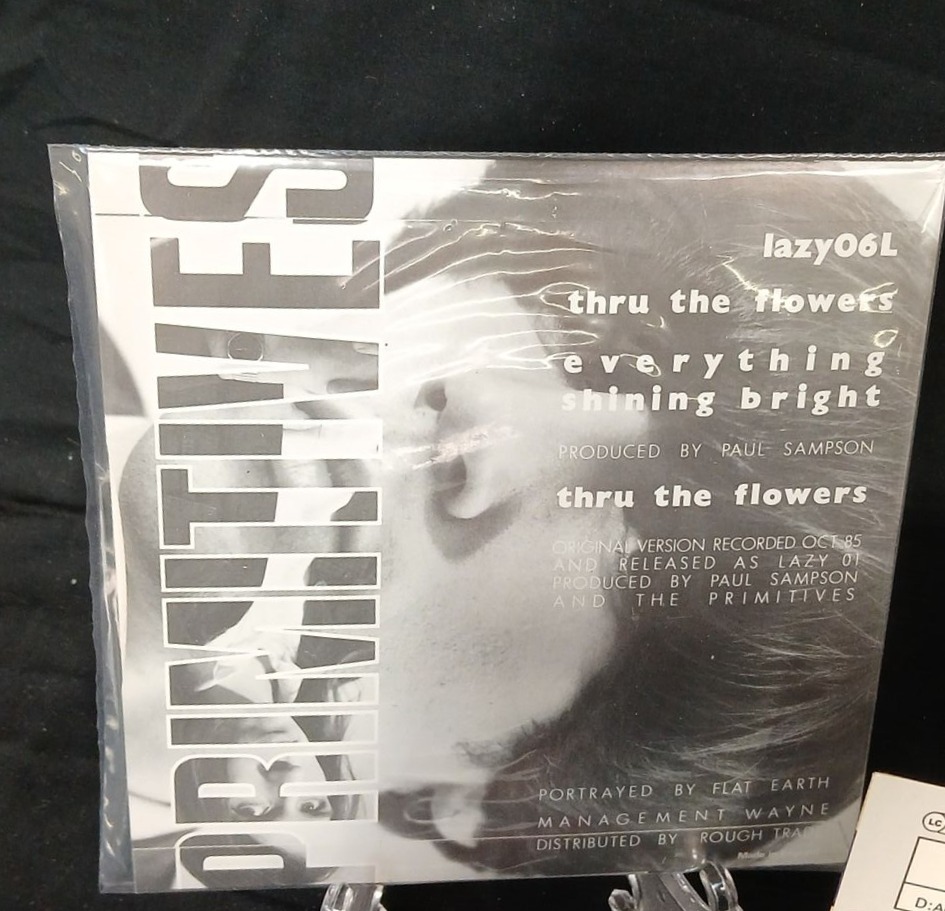 PRIMITIVES
lazy06L
thru the flowers
everything
shining bright
PRODUCED BY PAUL SAMPSON
thru the flowers
ORIGINAL VERSION RECORDED OCT 85
AND RELEASED AS LAZY 01
PRODUCED BY PAUL SAMPSON
AND THE PRIMITIVES
PORTRAYED BY FLAT EARTH
MANAGEMENT WAYNE
DISTRIBUTED BY ROUGH
LC